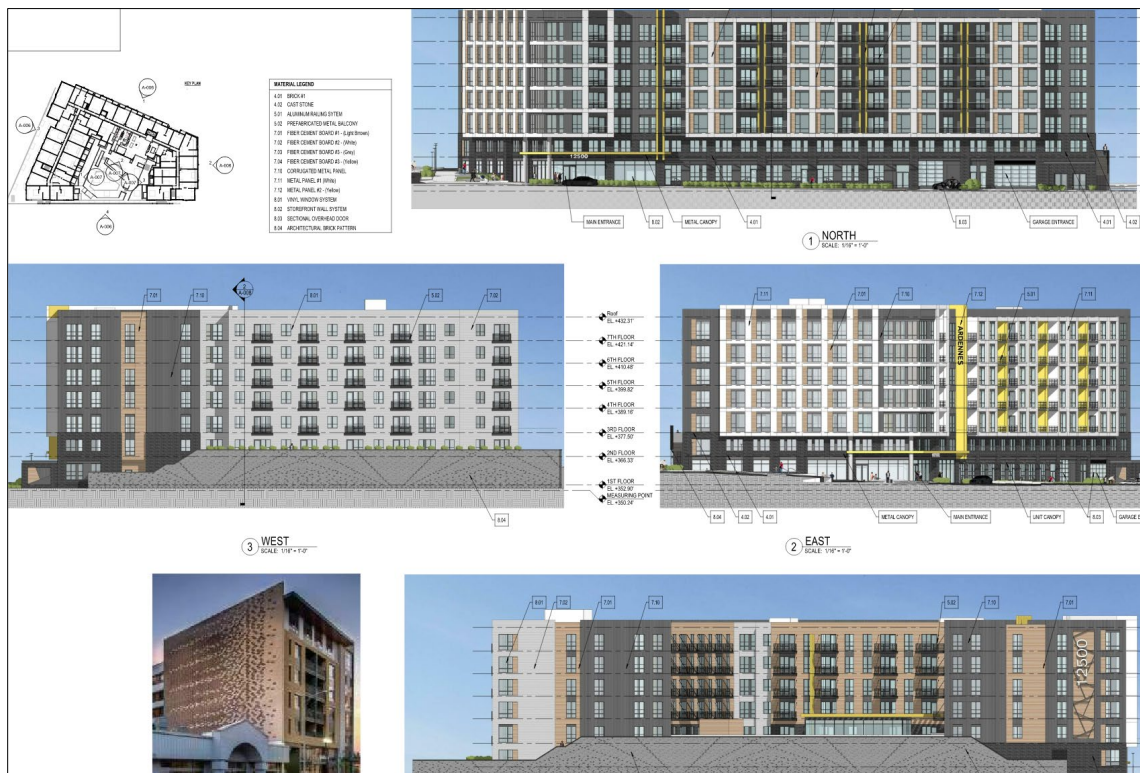 KEY PLAN
A-006
A-006
A-006
A-007
MATERIAL LEGEND
4.01 BRICK #1
4.02 CAST STONE
5.01 ALUMINUM RAILING SYTEM
5.02 PREFABRICATED METAL BALCONY
7.01 FIBER CEMENT BOARD #1 - (Light Brown)
7.02 FIBER CEMENT BOARD #2 - (White)
7.03 FIBER CEMENT BOARD #3 - (Grey)
7.04 FIBER CEMENT BOARD #3 - (Yellow)
7.10 CORRUGATED METAL PANEL
7.11 METAL PANEL #1 (White)
7.12 METAL PANEL #2 - (Yellow)
8.01 VINYL WINDOW SYSTEM
8.02 STOREFRONT WALL SYSTEM
8.03 SECTIONAL OVERHEAD DOOR
8.04 ARCHITECTURAL BRICK PATTERN
12500
MAIN ENTRANCE
8.02
METAL CANOPY
4.01
8.03
GARAGE ENTRANCE
4.01
4.02
1 NORTH
SCALE: 1/16" = 1'-0"
7.01
7.10
8.01
5.02
7.02
8.04
3 WEST
SCALE: 1/16" = 1'-0"
Roof
EL. +432.31'
7TH FLOOR
EL. +421.14'
6TH FLOOR
EL. +410.48'
5TH FLOOR
EL. +399.82'
4TH FLOOR
EL. +389.16'
3RD FLOOR
EL. +377.50'
2ND FLOOR
EL. +366.33'
1ST FLOOR
EL. +352.90'
MEASURING POINT
EL. +350.24'
7.11
7.01
7.10
7.12
5.01
7.11
ARDENNES
8.04
4.02
4.01
METAL CANOPY
MAIN ENTRANCE
UNIT CANOPY
8.03
GARAGE E
2 EAST
SCALE: 1/16" = 1'-0"
8.01
7.02
7.01
7.10
5.02
7.10
7.01
12500